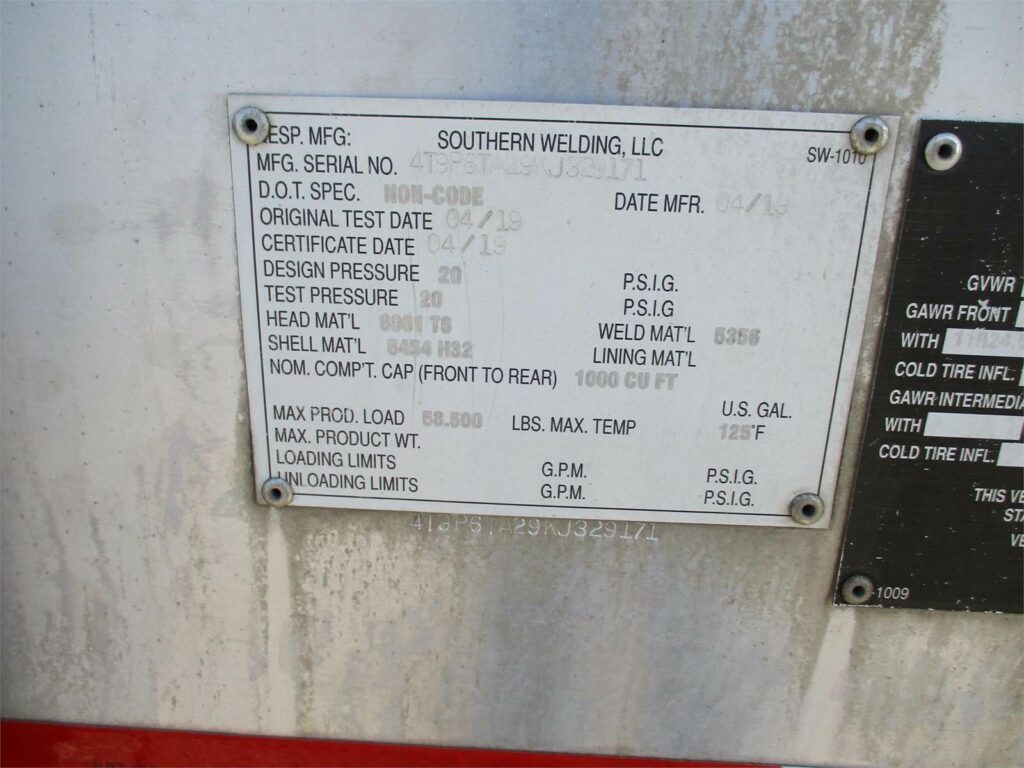 RESP. MFG: SOUTHERN WELDING, LLC
SW-1010
MFG. SERIAL NO. 4T9P6TA29KJ329171
D.O.T. SPEC. NON-CODE DATE MFR. 04/19
ORIGINAL TEST DATE 04/19
CERTIFICATE DATE 04/19
DESIGN PRESSURE 20 P.S.I.G.
TEST PRESSURE 20 P.S.I.G
HEAD MAT'L 6061 T6 WELD MAT'L 5356
SHELL MAT'L 5454 H32 LINING MAT'L
NOM. COMP'T. CAP (FRONT TO REAR) 1000 CU FT
U.S. GAL.
MAX PROD. LOAD 58.500 LBS. MAX. TEMP 125°F
MAX. PRODUCT WT.
LOADING LIMITS G.P.M. P.S.I.G.
UNLOADING LIMITS G.P.M. P.S.I.G.
4T9P6TA29KJ329171
GVWR
GAWR FRONT
WITH 11R24.5
COLD TIRE INFL.
GAWR INTERMEDIA
WITH
COLD TIRE INFL.
THIS VE
STA
VE
-1009